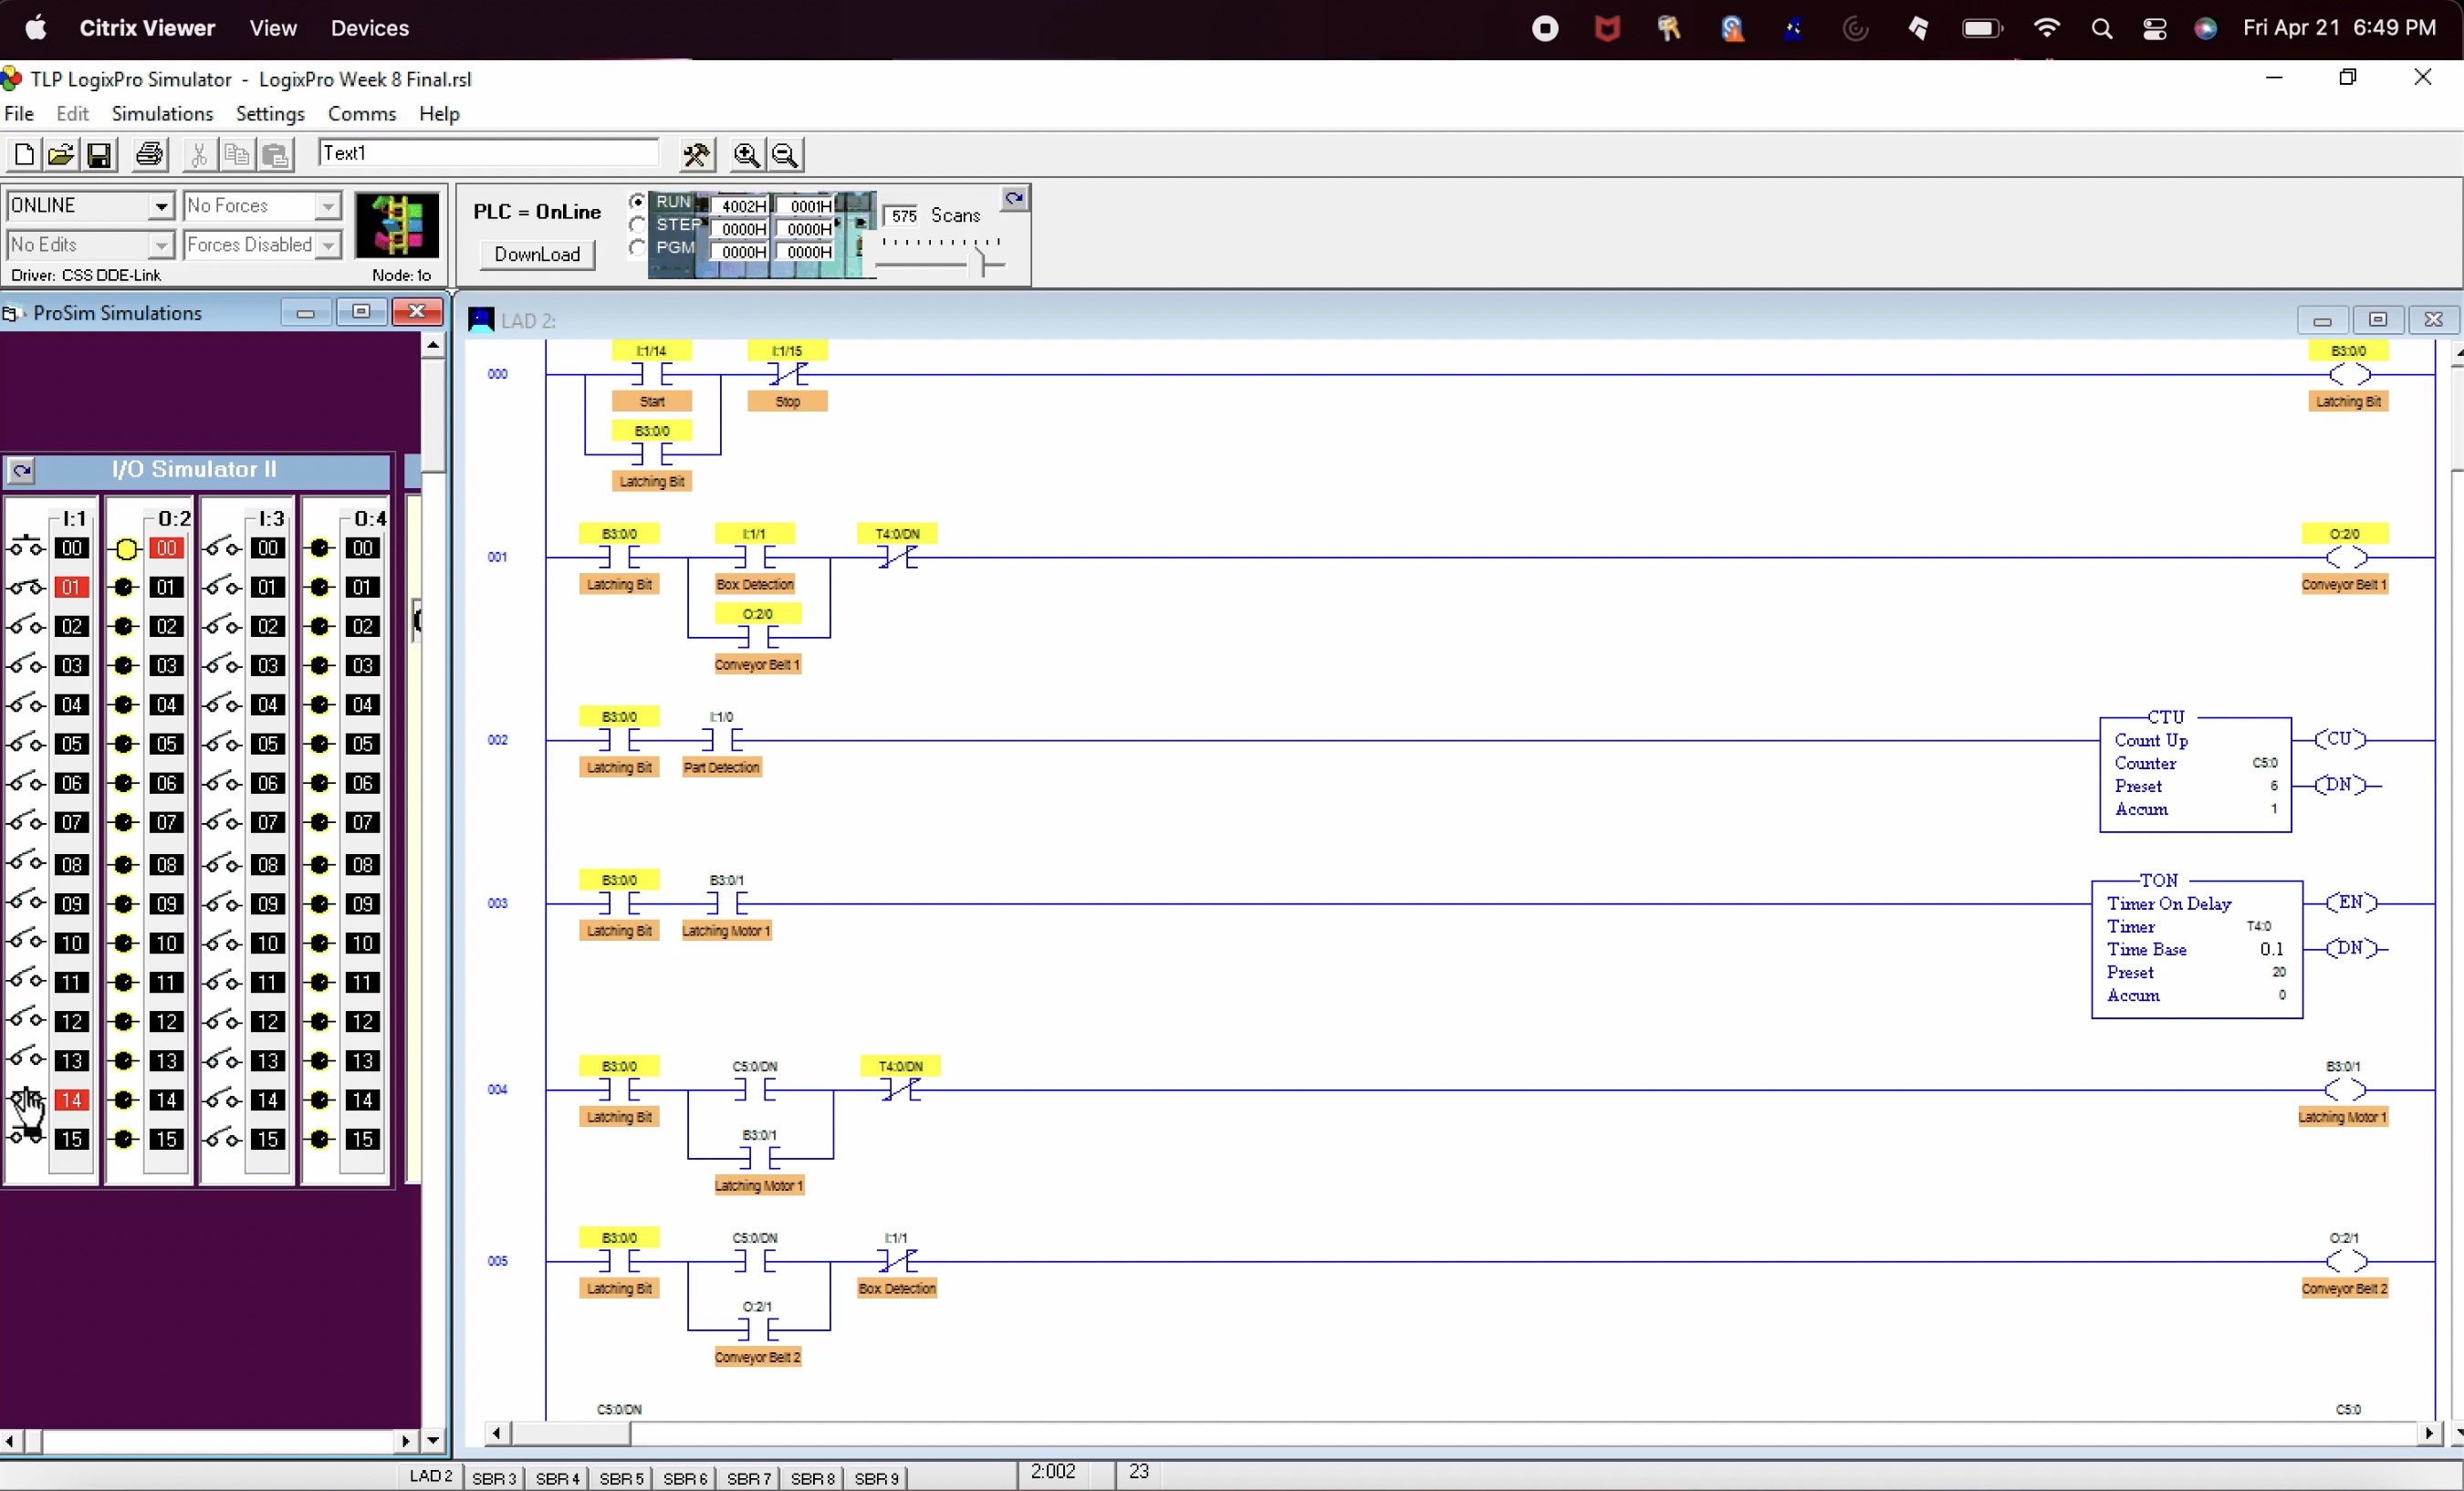 Citrix Viewer View Devices Fri Apr 21 6:49 PM
TLP LogixPro Simulator - LogixPro Week 8 Final.rsl
File Edit Simulations Settings Comms Help
Text1
ONLINE No Forces
No Edits Forces Disabled
Driver: CSS DDE-Link Node: 1o
PLC = OnLine
DownLoad
RUN 4002H 0001H
STEP 0000H 0000H
PGM 0000H 0000H
575 Scans
ProSim Simulations
I/O Simulator II
I:1 O:2 I:3 O:4
00 00 00 00
01 01 01 01
02 02 02 02
03 03 03 03
04 04 04 04
05 05 05 05
06 06 06 06
07 07 07 07
08 08 08 08
09 09 09 09
10 10 10 10
11 11 11 11
12 12 12 12
13 13 13 13
14 14 14 14
15 15 15 15
LAD 2:
I:1/14 I:1/15 B3:0/0
000
Start Stop Latching Bit
B3:0/0
Latching Bit
B3:0/0 I:1/1 T4:0/DN O:2/0
001
Latching Bit Box Detection Conveyor Belt 1
O:2/0
Conveyor Belt 1
B3:0/0 I:1/0
002
Latching Bit Part Detection
CTU
Count Up CU
Counter C5:0
Preset 6 DN
Accum 1
B3:0/0 B3:0/1
003
Latching Bit Latching Motor 1
TON
Timer On Delay EN
Timer T4:0
Time Base 0.1 DN
Preset 20
Accum 0
B3:0/0 C5:0/DN T4:0/DN B3:0/1
004
Latching Bit Latching Motor 1
B3:0/1
Latching Motor 1
B3:0/0 C5:0/DN I:1/1 O:2/1
005
Latching Bit Box Detection Conveyor Belt 2
O:2/1
Conveyor Belt 2
C5:0/DN C5:0
LAD 2 SBR 3 SBR 4 SBR 5 SBR 6 SBR 7 SBR 8 SBR 9 2:002 23